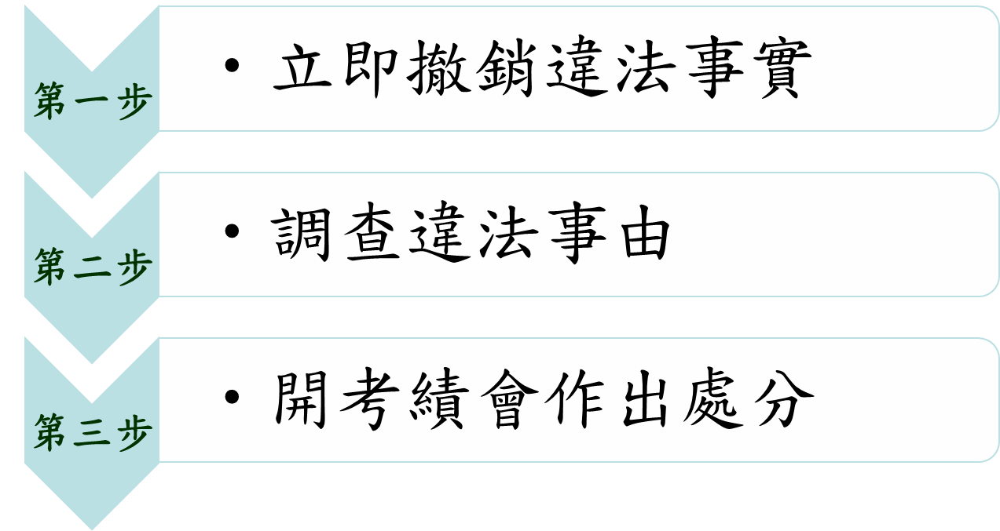 第一步
• 立即撤銷違法事實
第二步
• 調查違法事由
第三步
• 開考績會作出處分